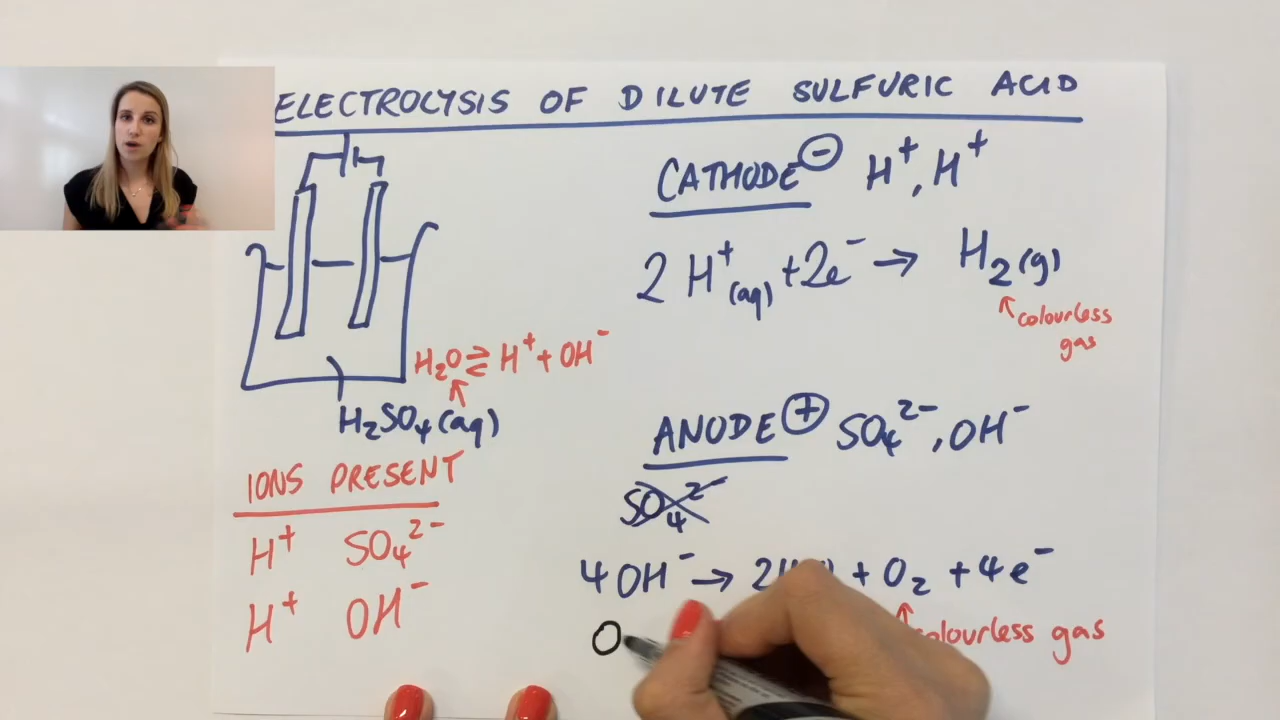 ELECTROLYSIS OF DILUTE SULFURIC ACID
CATHODE ⊖ H⁺, H⁺
2H⁺(aq) + 2e⁻ → H₂(g)
colourless
gas
H₂O ⇌ H⁺ + OH⁻
H₂SO₄(aq)
ANODE ⊕ SO₄²⁻, OH⁻
SO₄²⁻
4OH⁻ → + O₂ + 4e⁻
colourless gas
O
IONS PRESENT
H⁺ SO₄²⁻
H⁺ OH⁻